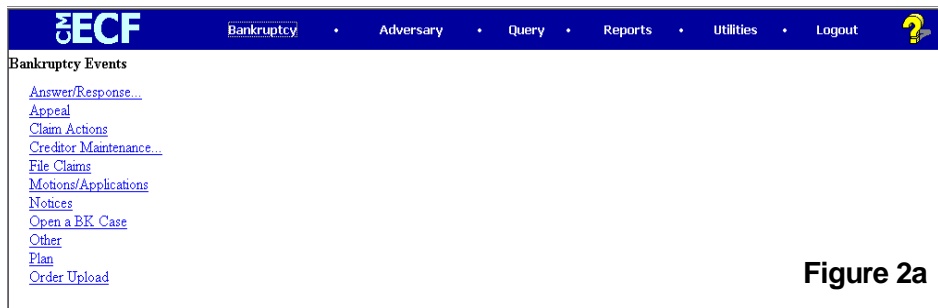 CM ECF Bankruptcy • Adversary • Query • Reports • Utilities • Logout ?
Bankruptcy Events
Answer/Response...
Appeal
Claim Actions
Creditor Maintenance...
File Claims
Motions/Applications
Notices
Open a BK Case
Other
Plan
Order Upload
Figure 2a